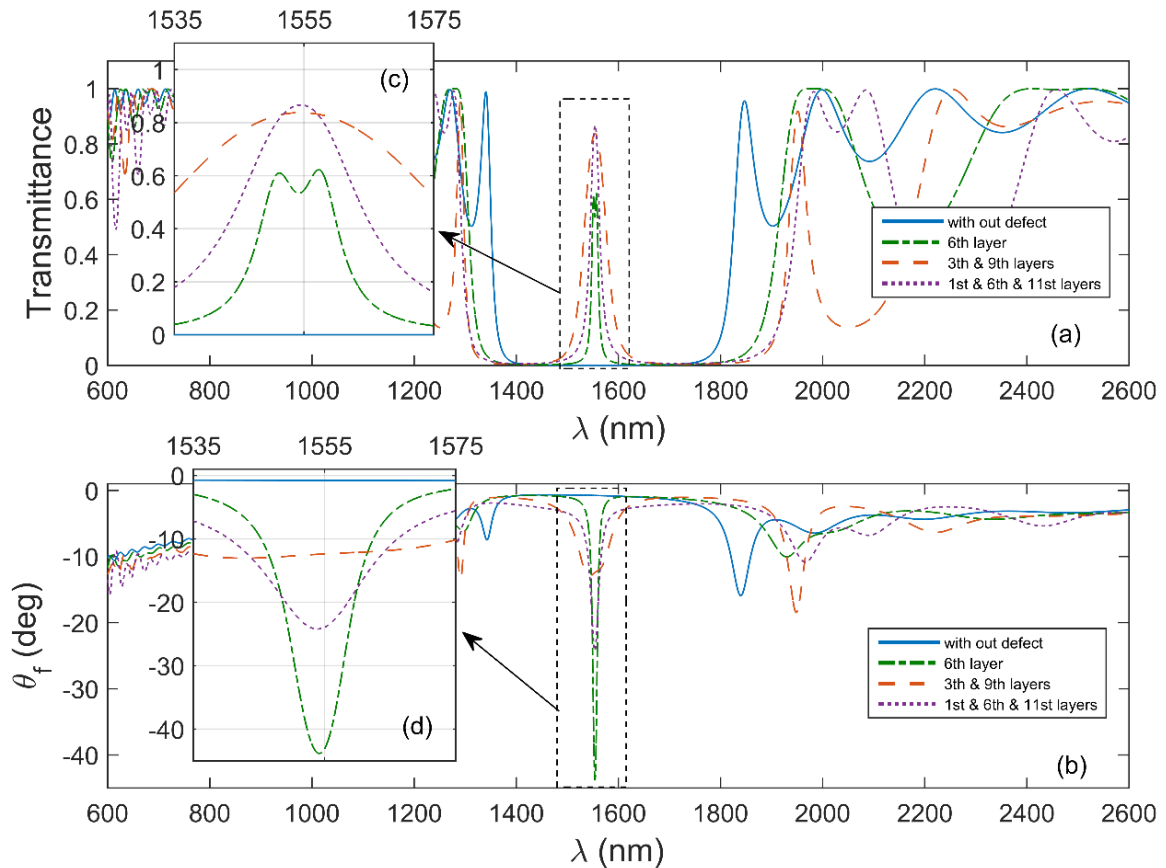 1535 1555 1575
(c)
1
0.8
0.6
0.4
0.2
0
Transmittance
1
0.8
0.6
0.4
0.2
0
with out defect
6th layer
3th & 9th layers
1st & 6th & 11st layers
(a)
600 800 1000 1200 1400 1600 1800 2000 2200 2400 2600
λ (nm)
1535 1555 1575
0
-10
-20
-30
-40
(d)
θf (deg)
0
-10
-20
-30
-40
with out defect
6th layer
3th & 9th layers
1st & 6th & 11st layers
(b)
600 800 1000 1200 1400 1600 1800 2000 2200 2400 2600
λ (nm)